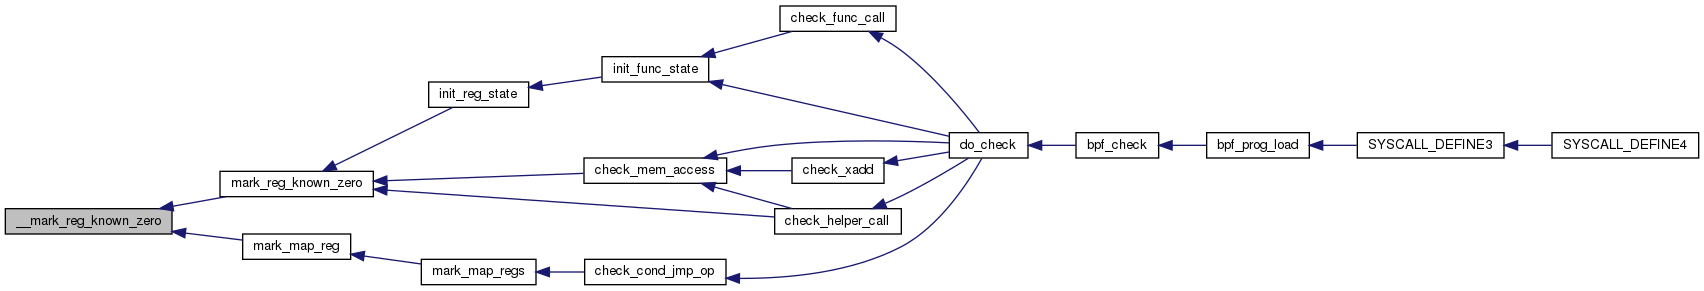 check_func_call
init_func_state
init_reg_state
do_check
bpf_check
bpf_prog_load
SYSCALL_DEFINE3
SYSCALL_DEFINE4
check_mem_access
check_xadd
mark_reg_known_zero
__mark_reg_known_zero
check_helper_call
mark_map_reg
mark_map_regs
check_cond_jmp_op